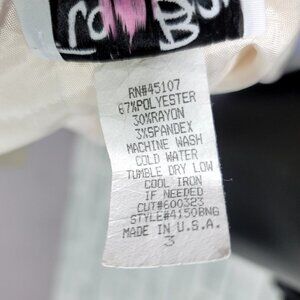 RN#45107
67%POLYESTER
30%RAYON
3%SPANDEX
MACHINE WASH
COLD WATER
TUMBLE DRY LOW
COOL IRON
IF NEEDED
CUT#600323
STYLE#4150BNG
MADE IN U.S.A.
3